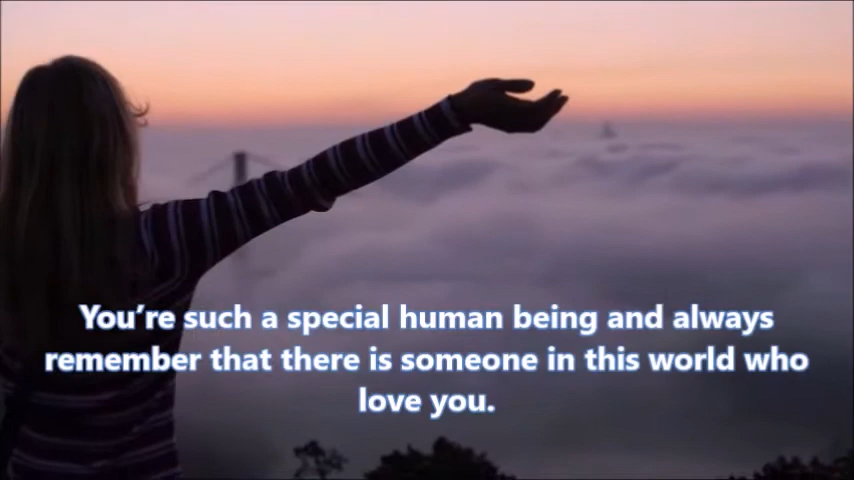 You’re such a special human being and always
remember that there is someone in this world who
love you.